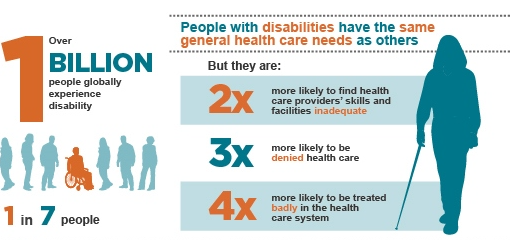 1
Over
BILLION
people globally
experience
disability
1 in 7 people
People with disabilities have the same
general health care needs as others
But they are:
2x
more likely to find health
care providers' skills and
facilities inadequate
3x
more likely to be
denied health care
4x
more likely to be treated
badly in the health
care system